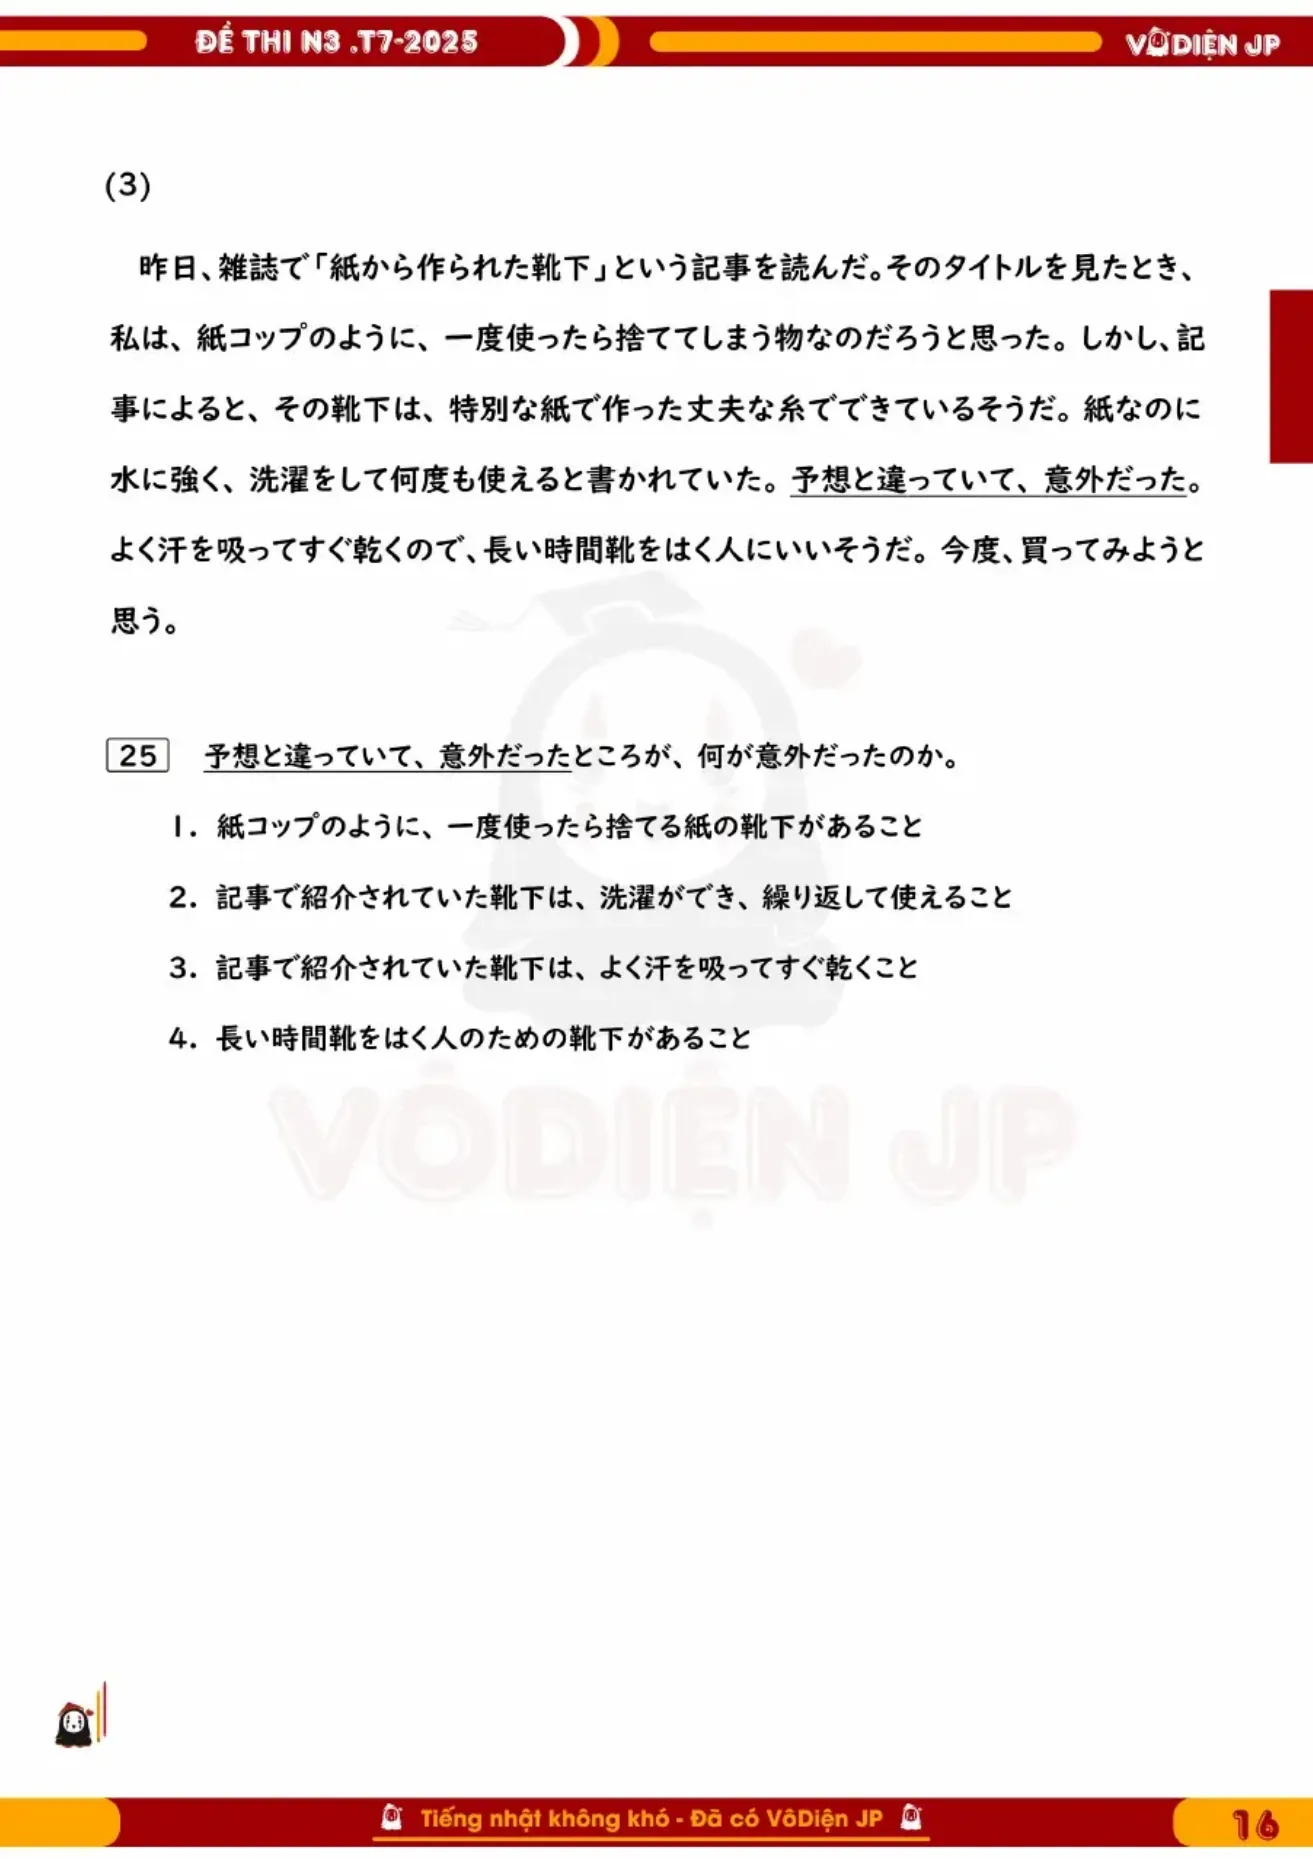 ĐỀ THI N3 .T7-2025
VÔDIỆN JP
(3)
昨日、雑誌で「紙から作られた靴下」という記事を読んだ。そのタイトルを見たとき、
私は、紙コップのように、一度使ったら捨ててしまう物なのだろうと思った。しかし、記
事によると、その靴下は、特別な紙で作った丈夫な糸でできているそうだ。紙なのに
水に強く、洗濯をして何度も使えると書かれていた。予想と違っていて、意外だった。
よく汗を吸ってすぐ乾くので、長い時間靴をはく人にいいそうだ。今度、買ってみようと
思う。
25 予想と違っていて、意外だったところが、何が意外だったのか。
1. 紙コップのように、一度使ったら捨てる紙の靴下があること
2. 記事で紹介されていた靴下は、洗濯ができ、繰り返して使えること
3. 記事で紹介されていた靴下は、よく汗を吸ってすぐ乾くこと
4. 長い時間靴をはく人のための靴下があること
VÔDIỆN JP
Tiếng nhật không khó - Đã có VôDiện JP
16